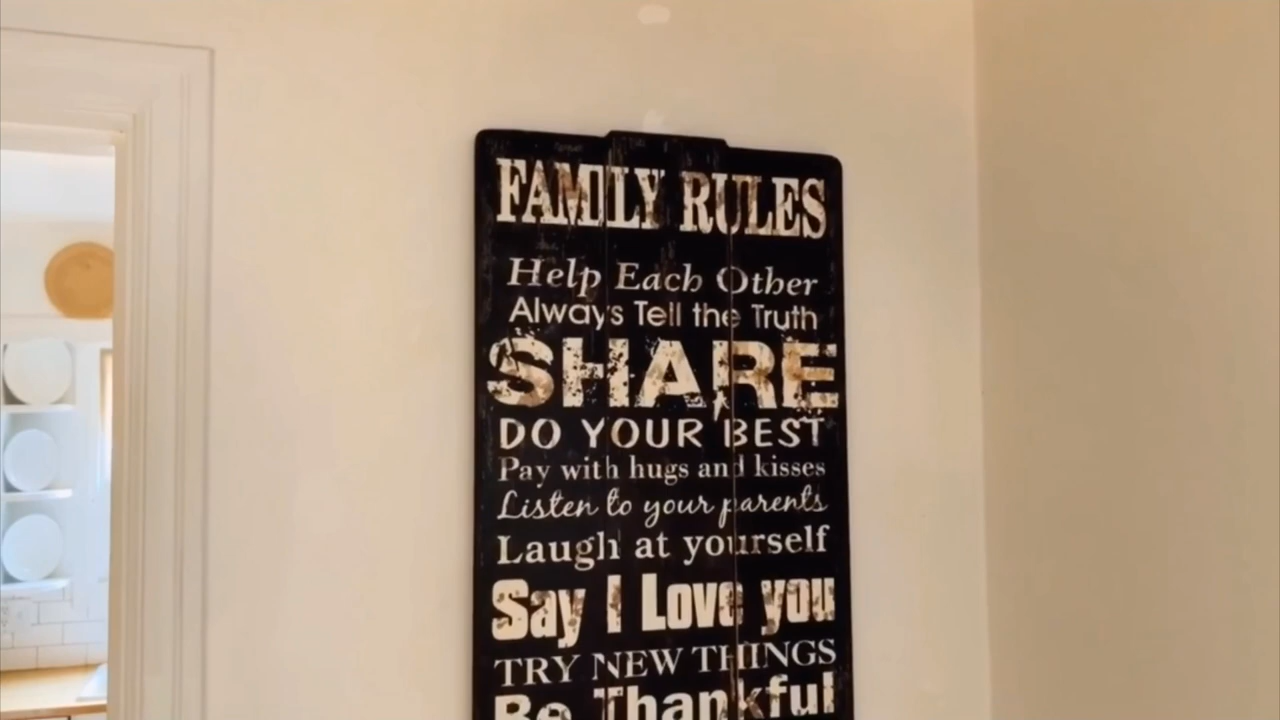 FAMILY RULES
Help Each Other
Always Tell the Truth
SHARE
DO YOUR BEST
Pay with hugs and kisses
Listen to your parents
Laugh at yourself
Say I Love you
TRY NEW THINGS
Be Thankful